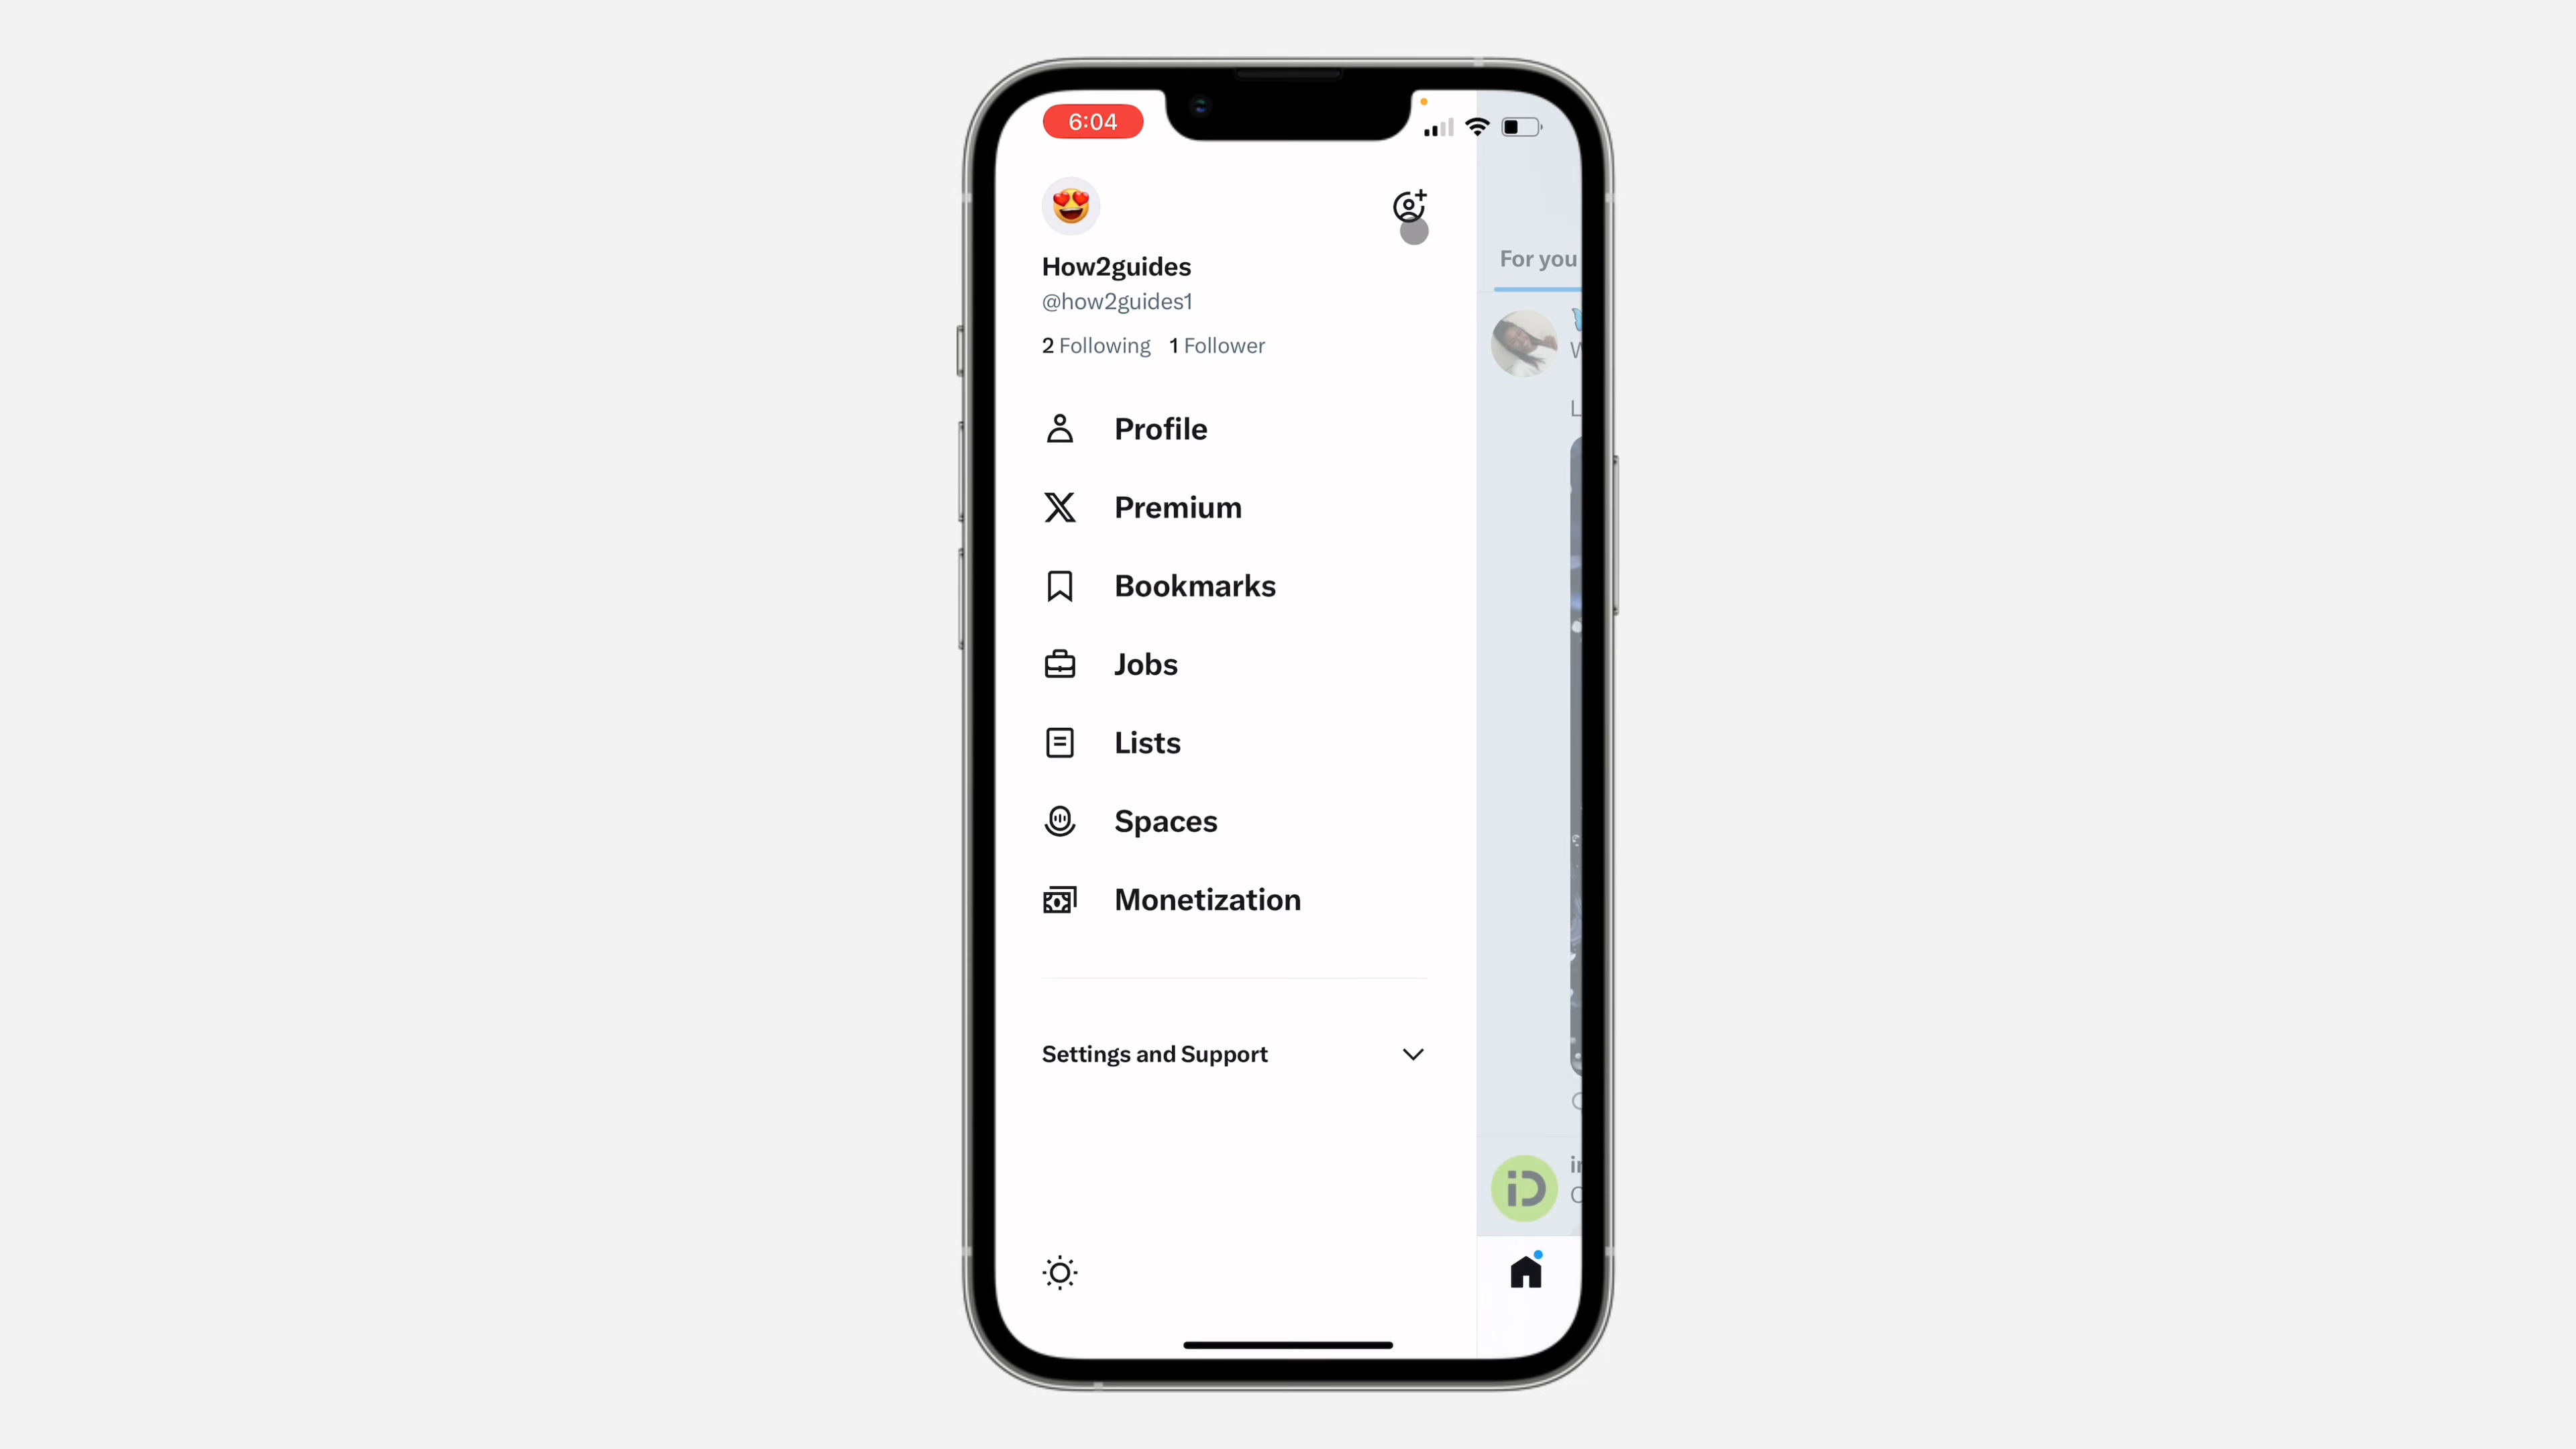 6:04
How2guides
@how2guides1
2 Following 1 Follower
Profile
Premium
Bookmarks
Jobs
Lists
Spaces
Monetization
Settings and Support
For you
iD